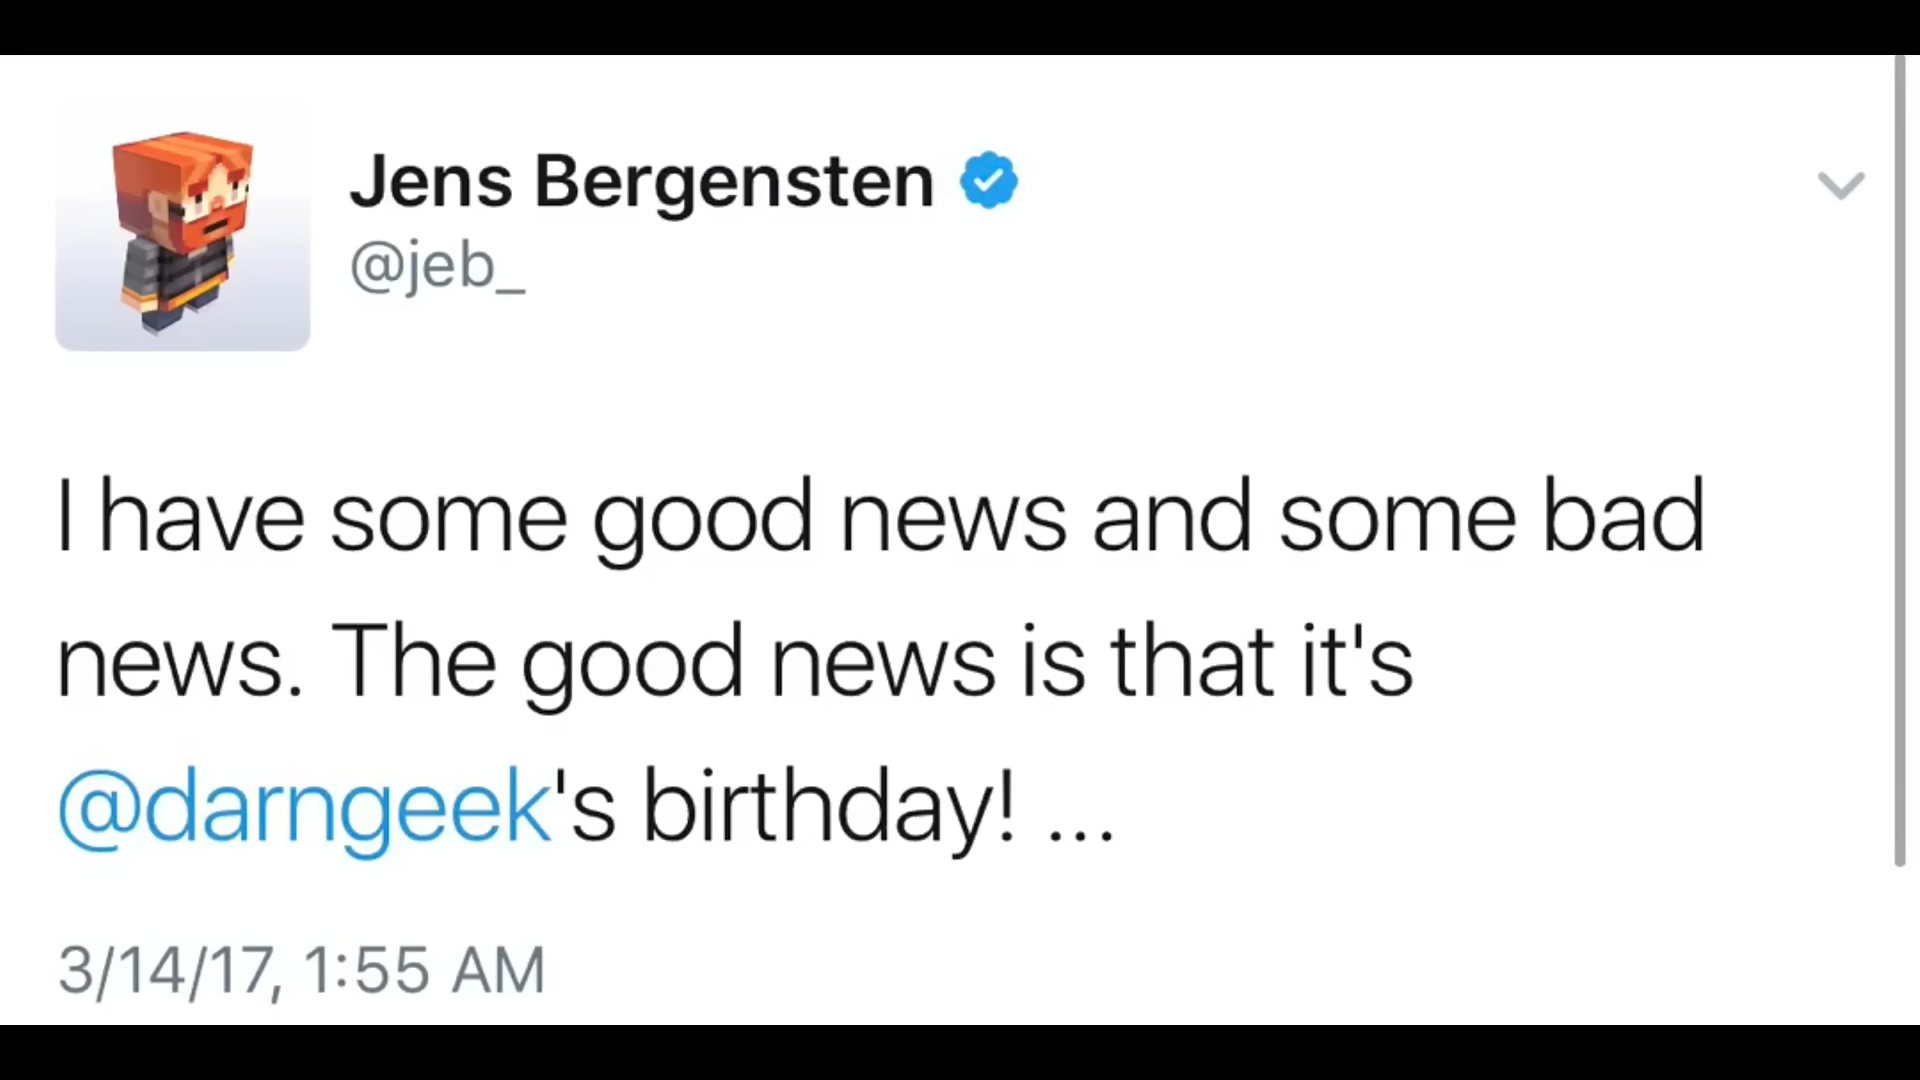 Jens Bergensten
@jeb_
I have some good news and some bad
news. The good news is that it's
@darngeek's birthday! ...
3/14/17, 1:55 AM